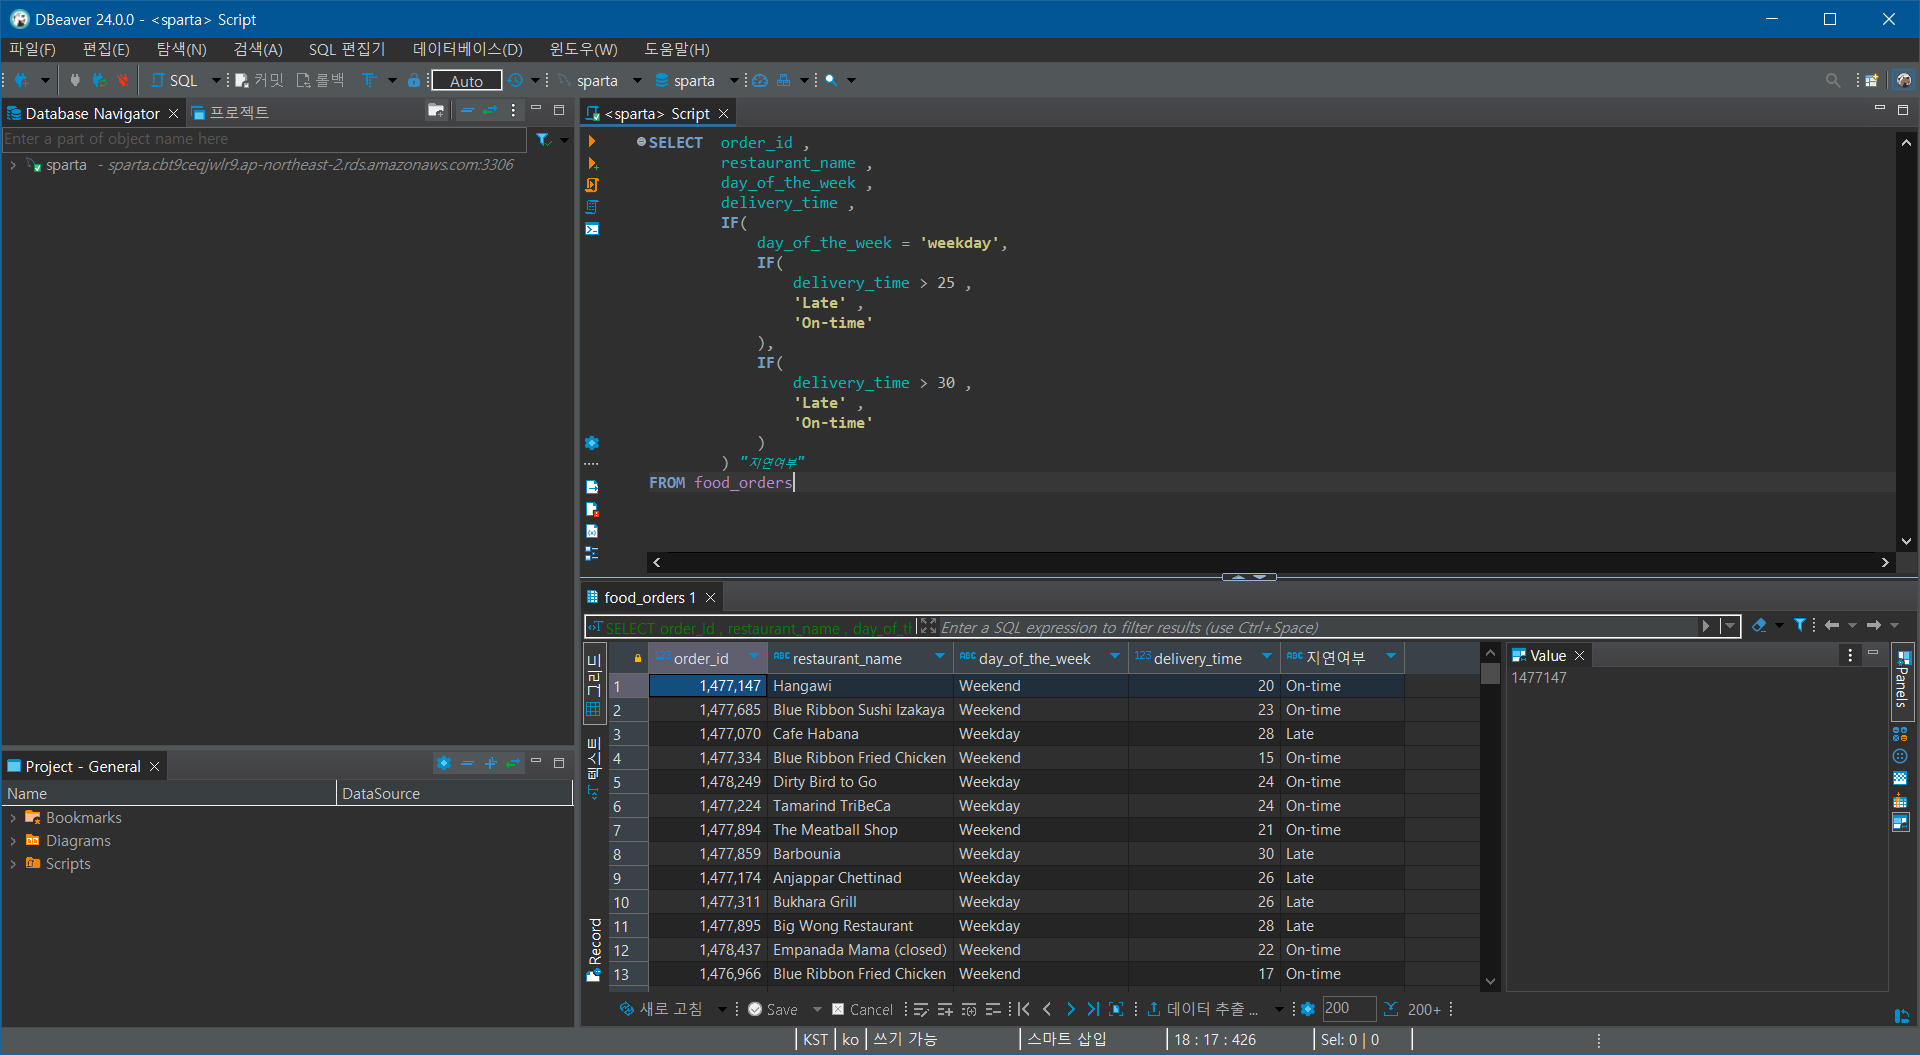 DBeaver 24.0.0 - <sparta> Script
파일(F) 편집(E) 탐색(N) 검색(A) SQL 편집기 데이터베이스(D) 윈도우(W) 도움말(H)
SQL 커밋 롤백 Auto sparta sparta
Database Navigator 프로젝트
Enter a part of object name here
sparta - sparta.cbt9ceqjwlr9.ap-northeast-2.rds.amazonaws.com:3306
Project - General
Name DataSource
Bookmarks
Diagrams
Scripts
<sparta> Script
SELECT order_id ,
restaurant_name ,
day_of_the_week ,
delivery_time ,
IF(
day_of_the_week = 'weekday',
IF(
delivery_time > 25 ,
'Late' ,
'On-time'
),
IF(
delivery_time > 30 ,
'Late' ,
'On-time'
)
) "지연여부"
FROM food_orders
food_orders 1
SELECT order_id , restaurant_name , day_of_th Enter a SQL expression to filter results (use Ctrl+Space)
그리드
텍스트
Record
123 order_id ABC restaurant_name ABC day_of_the_week 123 delivery_time ABC 지연여부
1 1,477,147 Hangawi Weekend 20 On-time
2 1,477,685 Blue Ribbon Sushi Izakaya Weekend 23 On-time
3 1,477,070 Cafe Habana Weekday 28 Late
4 1,477,334 Blue Ribbon Fried Chicken Weekend 15 On-time
5 1,478,249 Dirty Bird to Go Weekday 24 On-time
6 1,477,224 Tamarind TriBeCa Weekday 24 On-time
7 1,477,894 The Meatball Shop Weekend 21 On-time
8 1,477,859 Barbounia Weekday 30 Late
9 1,477,174 Anjappar Chettinad Weekday 26 Late
10 1,477,311 Bukhara Grill Weekday 26 Late
11 1,477,895 Big Wong Restaurant Weekday 28 Late
12 1,478,437 Empanada Mama (closed) Weekend 22 On-time
13 1,476,966 Blue Ribbon Fried Chicken Weekend 17 On-time
Value
1477147
Panels
새로 고침 Save Cancel 데이터 추출 ... 200 200+
KST ko 쓰기 가능 스마트 삽입 18 : 17 : 426 Sel: 0 | 0